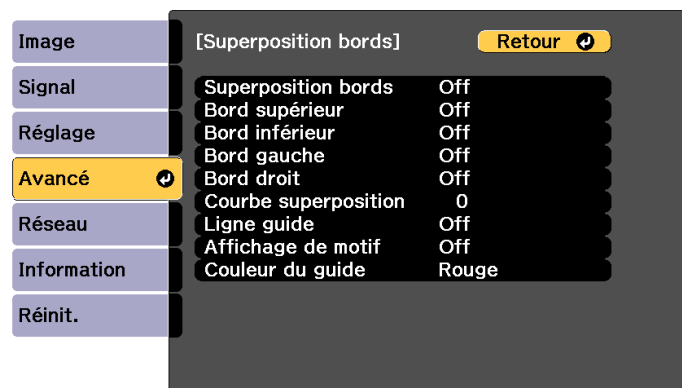 Image
Signal
Réglage
Avancé
Réseau
Information
Réinit.
[Superposition bords] Retour
Superposition bords Off
Bord supérieur Off
Bord inférieur Off
Bord gauche Off
Bord droit Off
Courbe superposition 0
Ligne guide Off
Affichage de motif Off
Couleur du guide Rouge